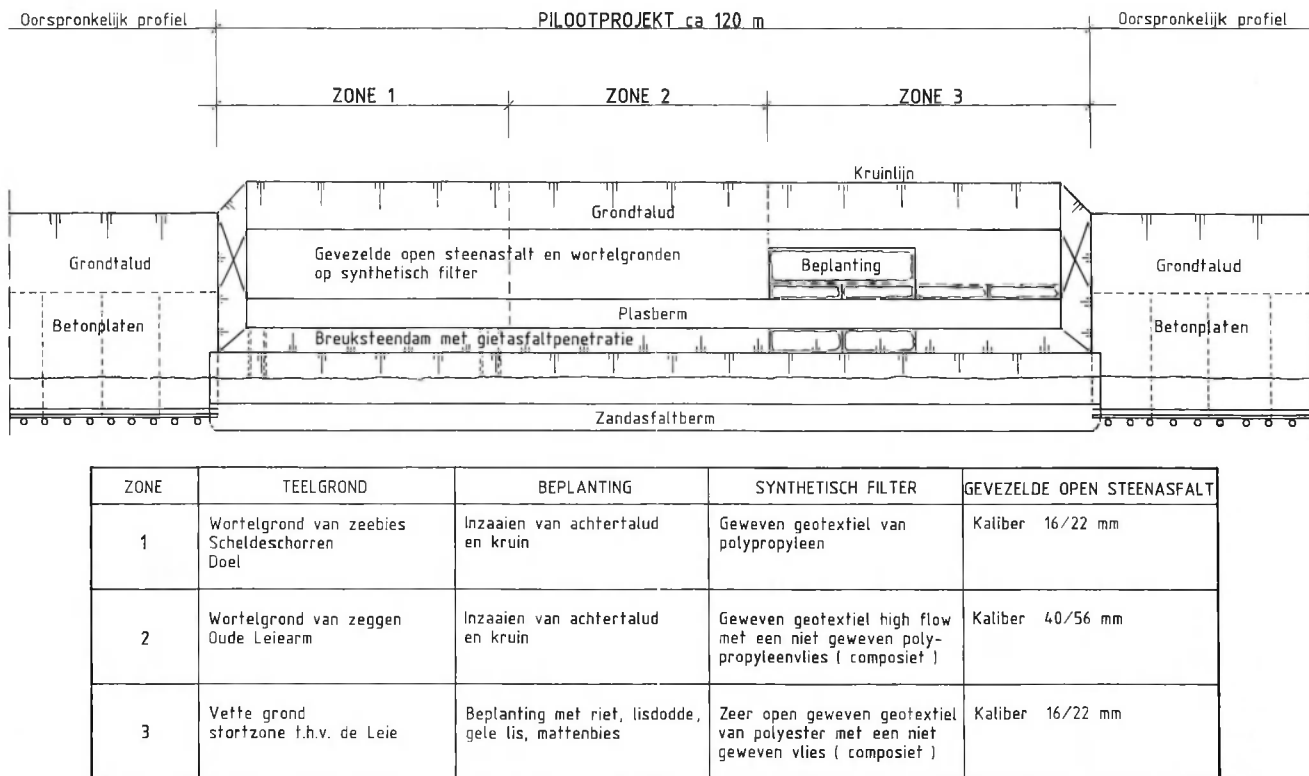 Oorspronkelijk profiel
PILOOTPROJEKT ca 120 m
Oorspronkelijk profiel
ZONE 1
ZONE 2
ZONE 3
Kruinlijn
Grondtalud
Grondtalud
Gevezelde open steenasfalt en wortelgronden
op synthetisch filter
Beplanting
Grondtalud
Plasberm
Betonplaten
Breuksteendam met gietasfaltpenetratie
Betonplaten
Zandasfaltberm
ZONE
TEELGROND
BEPLANTING
SYNTHETISCH FILTER
GEVEZELDE OPEN STEENASFALT
1
Wortelgrond van zeebies
Scheldeschorren
Doel
Inzaaien van achtertalud
en kruin
Geweven geotextiel van
polypropyleen
Kaliber 16/22 mm
2
Wortelgrond van zeggen
Oude Leiearm
Inzaaien van achtertalud
en kruin
Geweven geotextiel high flow
met een niet geweven poly-
propyleenvlies ( composiet )
Kaliber 40/56 mm
3
Vette grond
stortzone t.h.v. de Leie
Beplanting met riet, lisdodde,
gele lis, mattenbies
Zeer open geweven geotextiel
van polyester met een niet
geweven vlies ( composiet )
Kaliber 16/22 mm